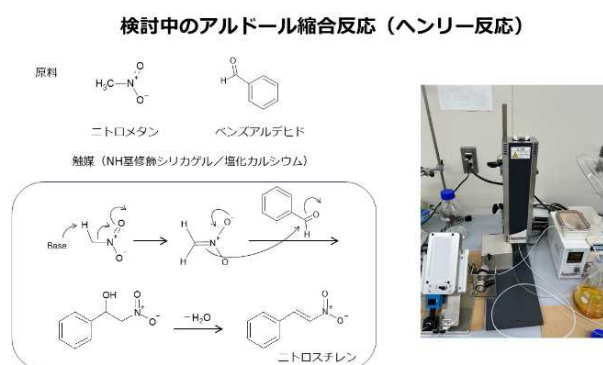 検討中のアルドール縮合反応（ヘンリー反応）
原料
H₃C N⁺ O O⁻
H O
ニトロメタン
ベンズアルデヒド
触媒（NH基修飾シリカゲル／塩化カルシウム）
Base H N⁺ O O⁻
H H N⁺ O⁻ O
O H
OH N⁺ O O⁻
－H₂O
N⁺ O O⁻
ニトロスチレン